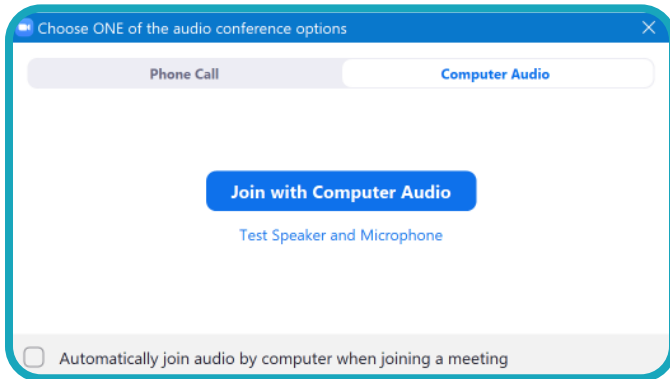 Choose ONE of the audio conference options
Phone Call
Computer Audio
Join with Computer Audio
Test Speaker and Microphone
Automatically join audio by computer when joining a meeting